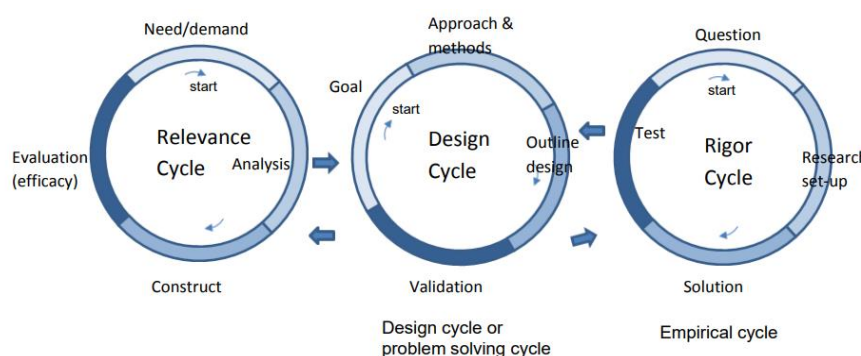 Need/demand
start
Relevance
Cycle
Analysis
Evaluation
(efficacy)
Construct
Approach &
methods
Goal
start
Design
Cycle
Outline
design
Validation
Design cycle or
problem solving cycle
Question
start
Test
Rigor
Cycle
Research
set-up
Solution
Empirical cycle